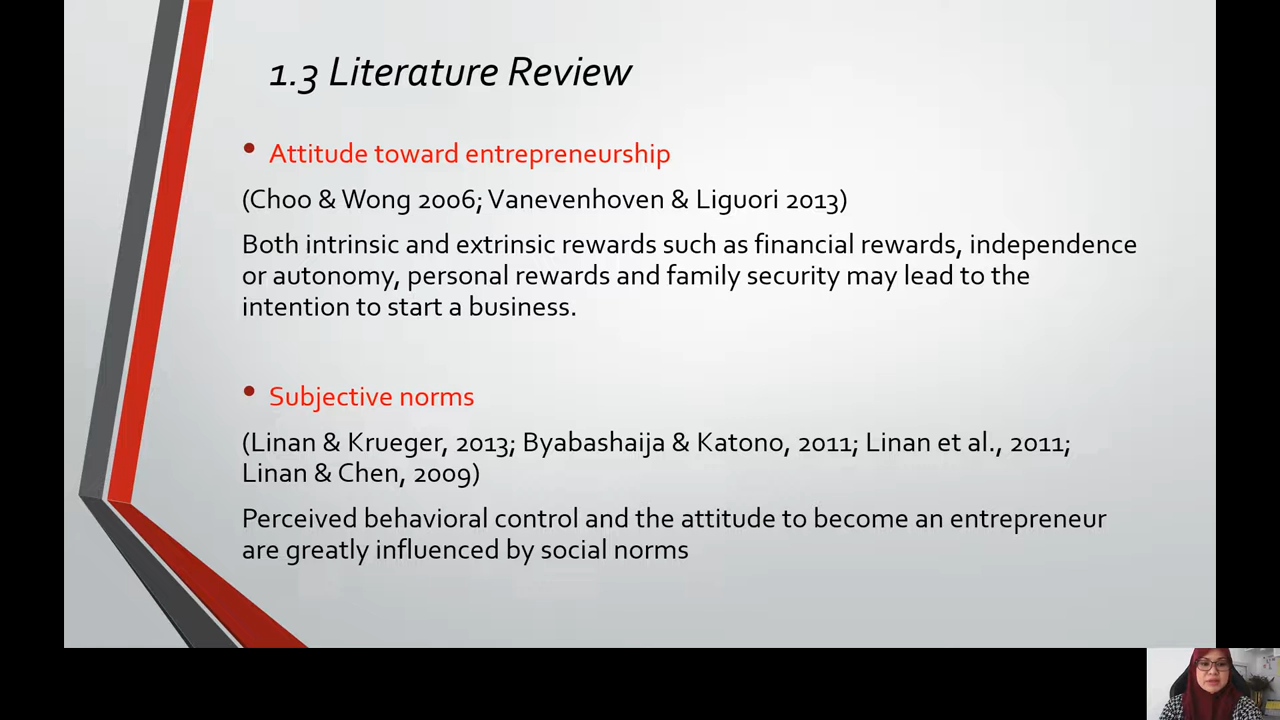 1.3 Literature Review
• Attitude toward entrepreneurship
(Choo & Wong 2006; Vanevenhoven & Liguori 2013)
Both intrinsic and extrinsic rewards such as financial rewards, independence
or autonomy, personal rewards and family security may lead to the
intention to start a business.
• Subjective norms
(Linan & Krueger, 2013; Byabashaija & Katono, 2011; Linan et al., 2011;
Linan & Chen, 2009)
Perceived behavioral control and the attitude to become an entrepreneur
are greatly influenced by social norms